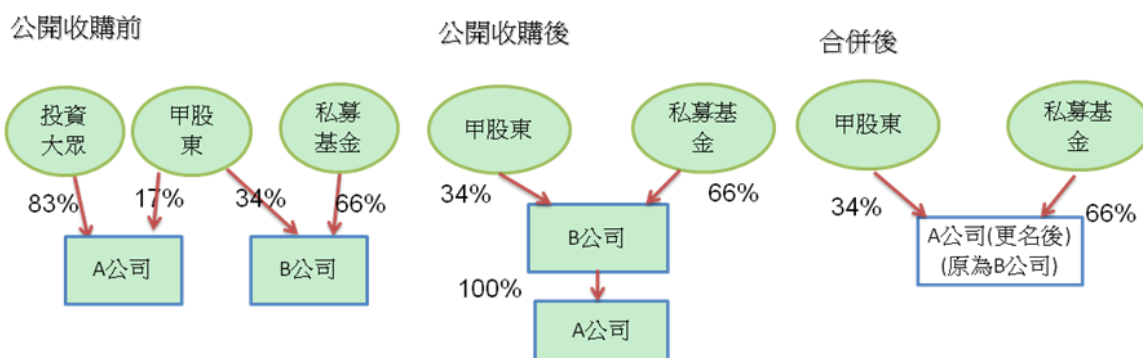 公開收購前
投資
大眾
甲股
東
私募
基金
83%
17%
34%
66%
A公司
B公司
公開收購後
甲股東
私募基
金
34%
66%
B公司
100%
A公司
合併後
甲股東
私募基
金
34%
66%
A公司(更名後)
(原為B公司)